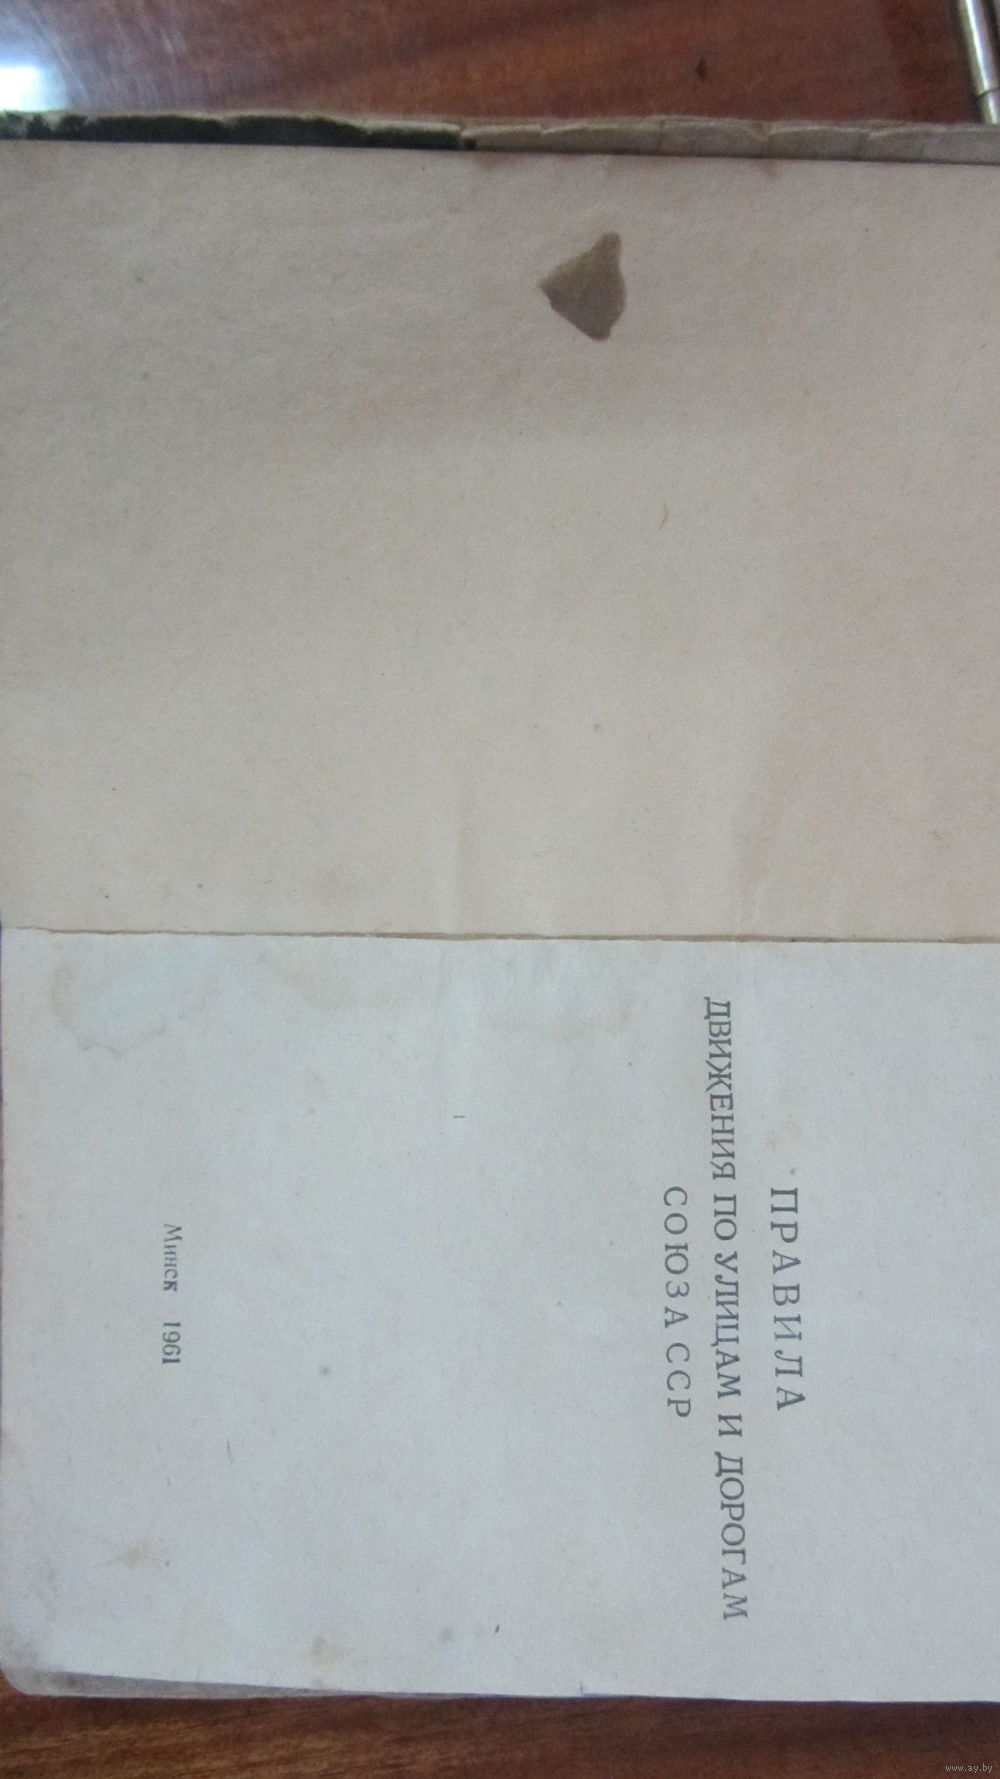 ПРАВИЛА
ДВИЖЕНИЯ ПО УЛИЦАМ И ДОРОГАМ
СОЮЗА ССР
Минск 1961
www.ay.by